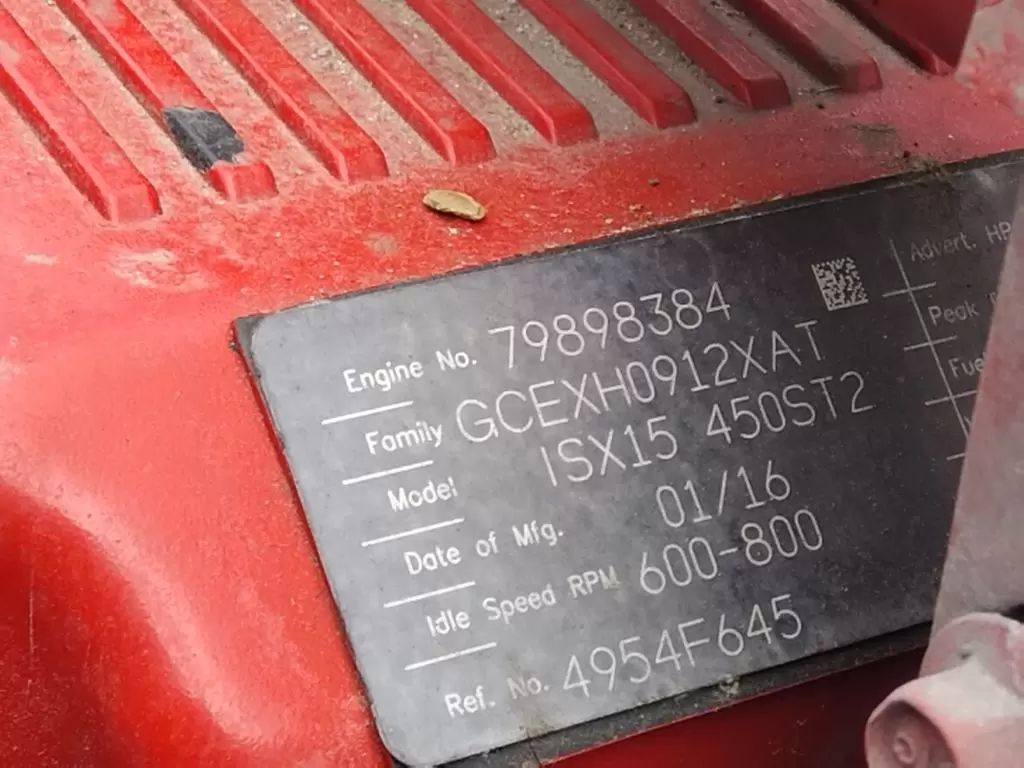 Engine No. 79898384
Family GCEXH0912XAT
Model ISX15 450ST2
Date of Mfg. 01/16
Idle Speed RPM 600-800
Ref. No. 4954F645
Advert. HP
Peak
Fuel